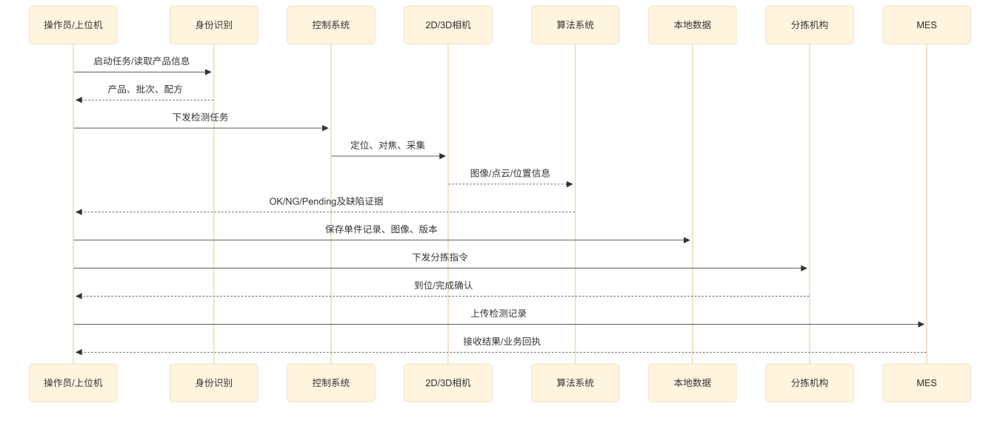 操作员/上位机
身份识别
控制系统
2D/3D相机
算法系统
本地数据
分拣机构
MES
启动任务/读取产品信息
产品、批次、配方
下发检测任务
定位、对焦、采集
图像/点云/位置信息
OK/NG/Pending及缺陷证据
保存单件记录、图像、版本
下发分拣指令
到位/完成确认
上传检测记录
接收结果/业务回执
操作员/上位机
身份识别
控制系统
2D/3D相机
算法系统
本地数据
分拣机构
MES